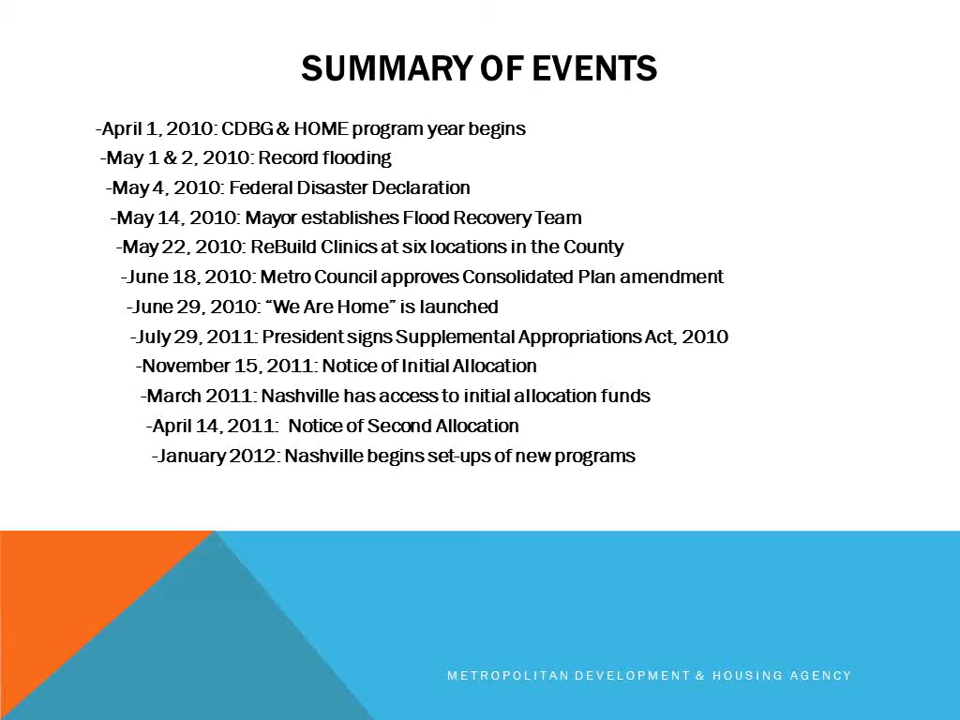 SUMMARY OF EVENTS
-April 1, 2010: CDBG & HOME program year begins
-May 1 & 2, 2010: Record flooding
-May 4, 2010: Federal Disaster Declaration
-May 14, 2010: Mayor establishes Flood Recovery Team
-May 22, 2010: ReBuild Clinics at six locations in the County
-June 18, 2010: Metro Council approves Consolidated Plan amendment
-June 29, 2010: “We Are Home” is launched
-July 29, 2011: President signs Supplemental Appropriations Act, 2010
-November 15, 2011: Notice of Initial Allocation
-March 2011: Nashville has access to initial allocation funds
-April 14, 2011: Notice of Second Allocation
-January 2012: Nashville begins set-ups of new programs
METROPOLITAN DEVELOPMENT & HOUSING AGENCY